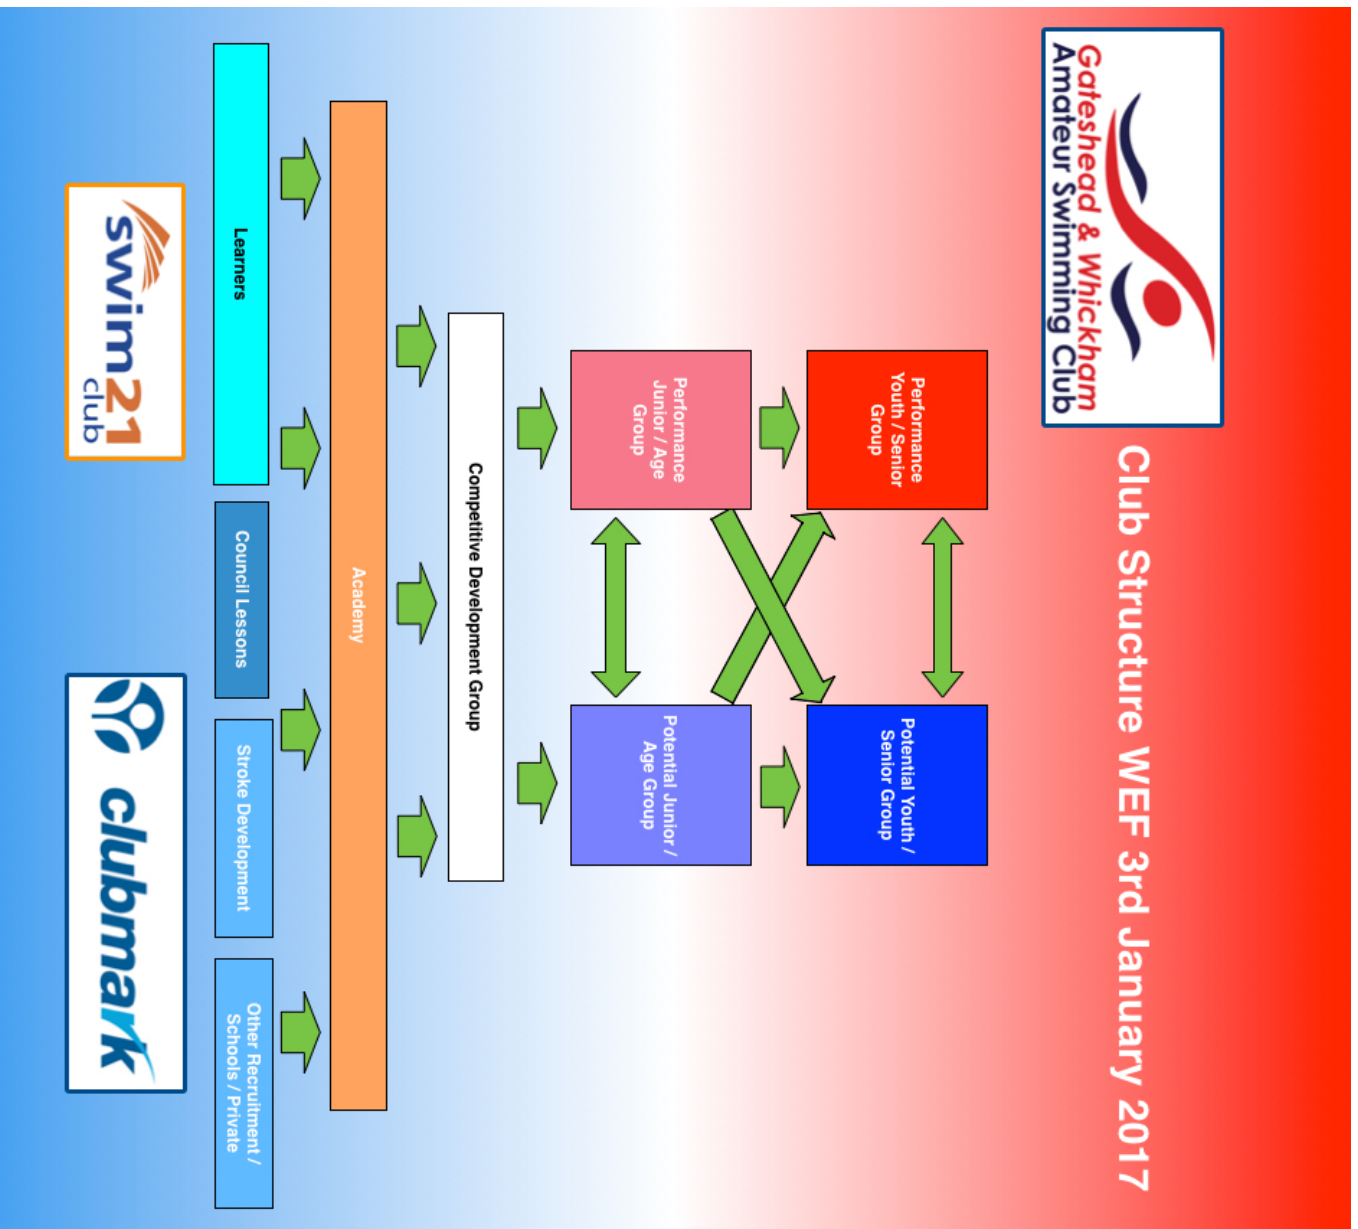 Gateshead & Whickham
Amateur Swimming Club
Club Structure WEF 3rd January 2017
Performance
Youth / Senior
Group
Potential Youth /
Senior Group
Performance
Junior / Age
Group
Potential Junior /
Age Group
Competitive Development Group
Academy
Learners
Council Lessons
Stroke Development
Other Recruitment /
Schools / Private
swim21
club
clubmark